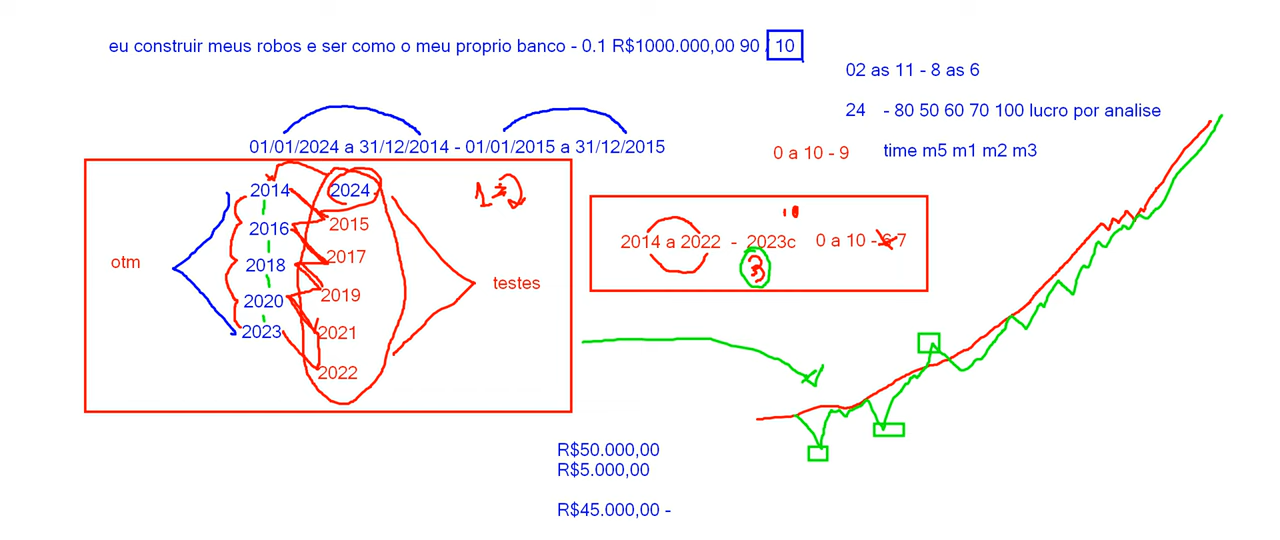 eu construir meus robos e ser como o meu proprio banco - 0.1 R$1000.000,00 90 10
02 as 11 - 8 as 6
24 - 80 50 60 70 100 lucro por analise
01/01/2024 a 31/12/2014 - 01/01/2015 a 31/12/2015
0 a 10 - 9 time m5 m1 m2 m3
2014 2024
2015
2016
2017
otm 2018
2019
2020
2021
2023
2022
testes
2014 a 2022 - 2023c 0 a 10 - 6 7
3
R$50.000,00
R$5.000,00
R$45.000,00 -